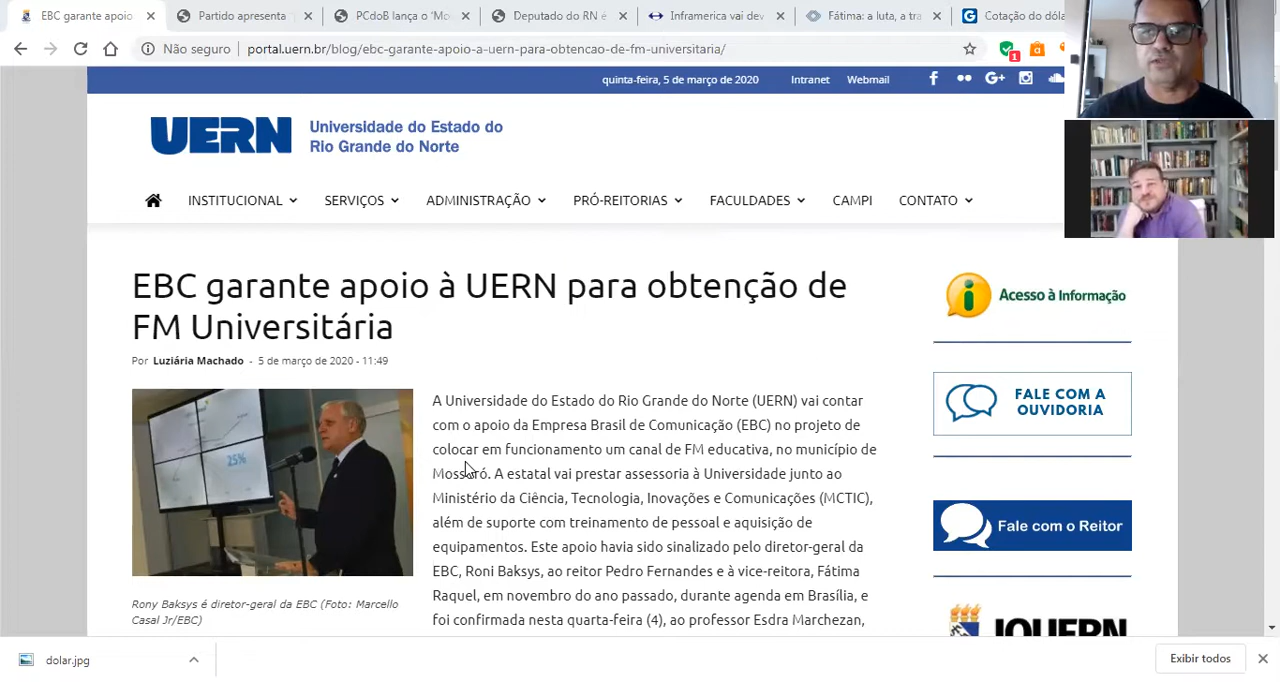 EBC garante apoio
Partido apresenta
PCdoB lança o 'Mo
Deputado do RN é
Inframerica vai dev
Fátima: a luta, a tra
Cotação do dóla
Não seguro
portal.uern.br/blog/ebc-garante-apoio-a-uern-para-obtencao-de-fm-universitaria/
1
quinta-feira, 5 de março de 2020
Intranet
Webmail
UERN
Universidade do Estado do
Rio Grande do Norte
INSTITUCIONAL
SERVIÇOS
ADMINISTRAÇÃO
PRÓ-REITORIAS
FACULDADES
CAMPI
CONTATO
EBC garante apoio à UERN para obtenção de
FM Universitária
Por Luziária Machado - 5 de março de 2020 - 11:49
25%
Rony Baksys é diretor-geral da EBC (Foto: Marcello
Casal Jr/EBC)
A Universidade do Estado do Rio Grande do Norte (UERN) vai contar
com o apoio da Empresa Brasil de Comunicação (EBC) no projeto de
colocar em funcionamento um canal de FM educativa, no município de
Mossoró. A estatal vai prestar assessoria à Universidade junto ao
Ministério da Ciência, Tecnologia, Inovações e Comunicações (MCTIC),
além de suporte com treinamento de pessoal e aquisição de
equipamentos. Este apoio havia sido sinalizado pelo diretor-geral da
EBC, Roni Baksys, ao reitor Pedro Fernandes e à vice-reitora, Fátima
Raquel, em novembro do ano passado, durante agenda em Brasília, e
foi confirmada nesta quarta-feira (4), ao professor Esdra Marchezan,
Acesso à Informação
FALE COM A
OUVIDORIA
Fale com o Reitor
JOUERN
dolar.jpg
Exibir todos